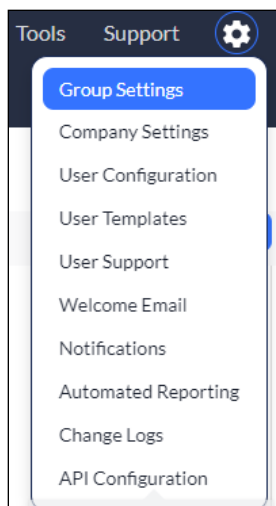 Tools Support
Group Settings
Company Settings
User Configuration
User Templates
User Support
Welcome Email
Notifications
Automated Reporting
Change Logs
API Configuration